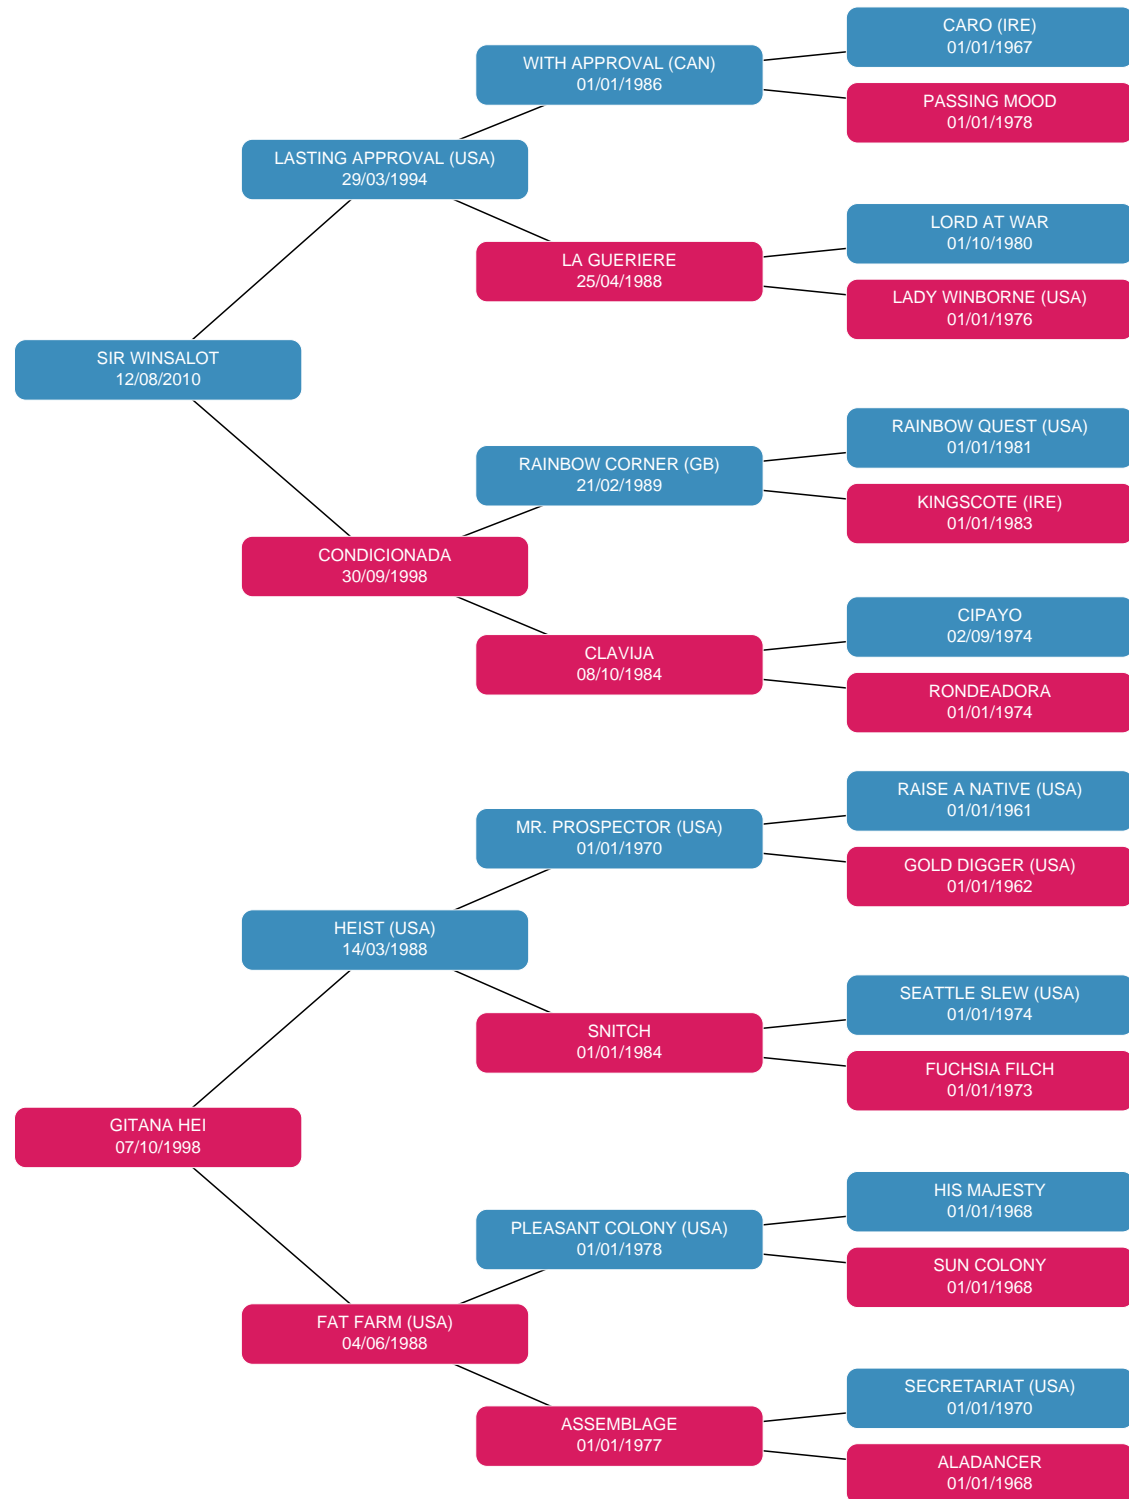 CARO (IRE)
01/01/1967
WITH APPROVAL (CAN)
01/01/1986
PASSING MOOD
01/01/1978
LASTING APPROVAL (USA)
29/03/1994
LORD AT WAR
01/10/1980
LA GUERIERE
25/04/1988
LADY WINBORNE (USA)
01/01/1976
SIR WINSALOT
12/08/2010
RAINBOW QUEST (USA)
01/01/1981
RAINBOW CORNER (GB)
21/02/1989
KINGSCOTE (IRE)
01/01/1983
CONDICIONADA
30/09/1998
CIPAYO
02/09/1974
CLAVIJA
08/10/1984
RONDEADORA
01/01/1974
RAISE A NATIVE (USA)
01/01/1961
MR. PROSPECTOR (USA)
01/01/1970
GOLD DIGGER (USA)
01/01/1962
HEIST (USA)
14/03/1988
SEATTLE SLEW (USA)
01/01/1974
SNITCH
01/01/1984
FUCHSIA FILCH
01/01/1973
GITANA HEI
07/10/1998
HIS MAJESTY
01/01/1968
PLEASANT COLONY (USA)
01/01/1978
SUN COLONY
01/01/1968
FAT FARM (USA)
04/06/1988
SECRETARIAT (USA)
01/01/1970
ASSEMBLAGE
01/01/1977
ALADANCER
01/01/1968